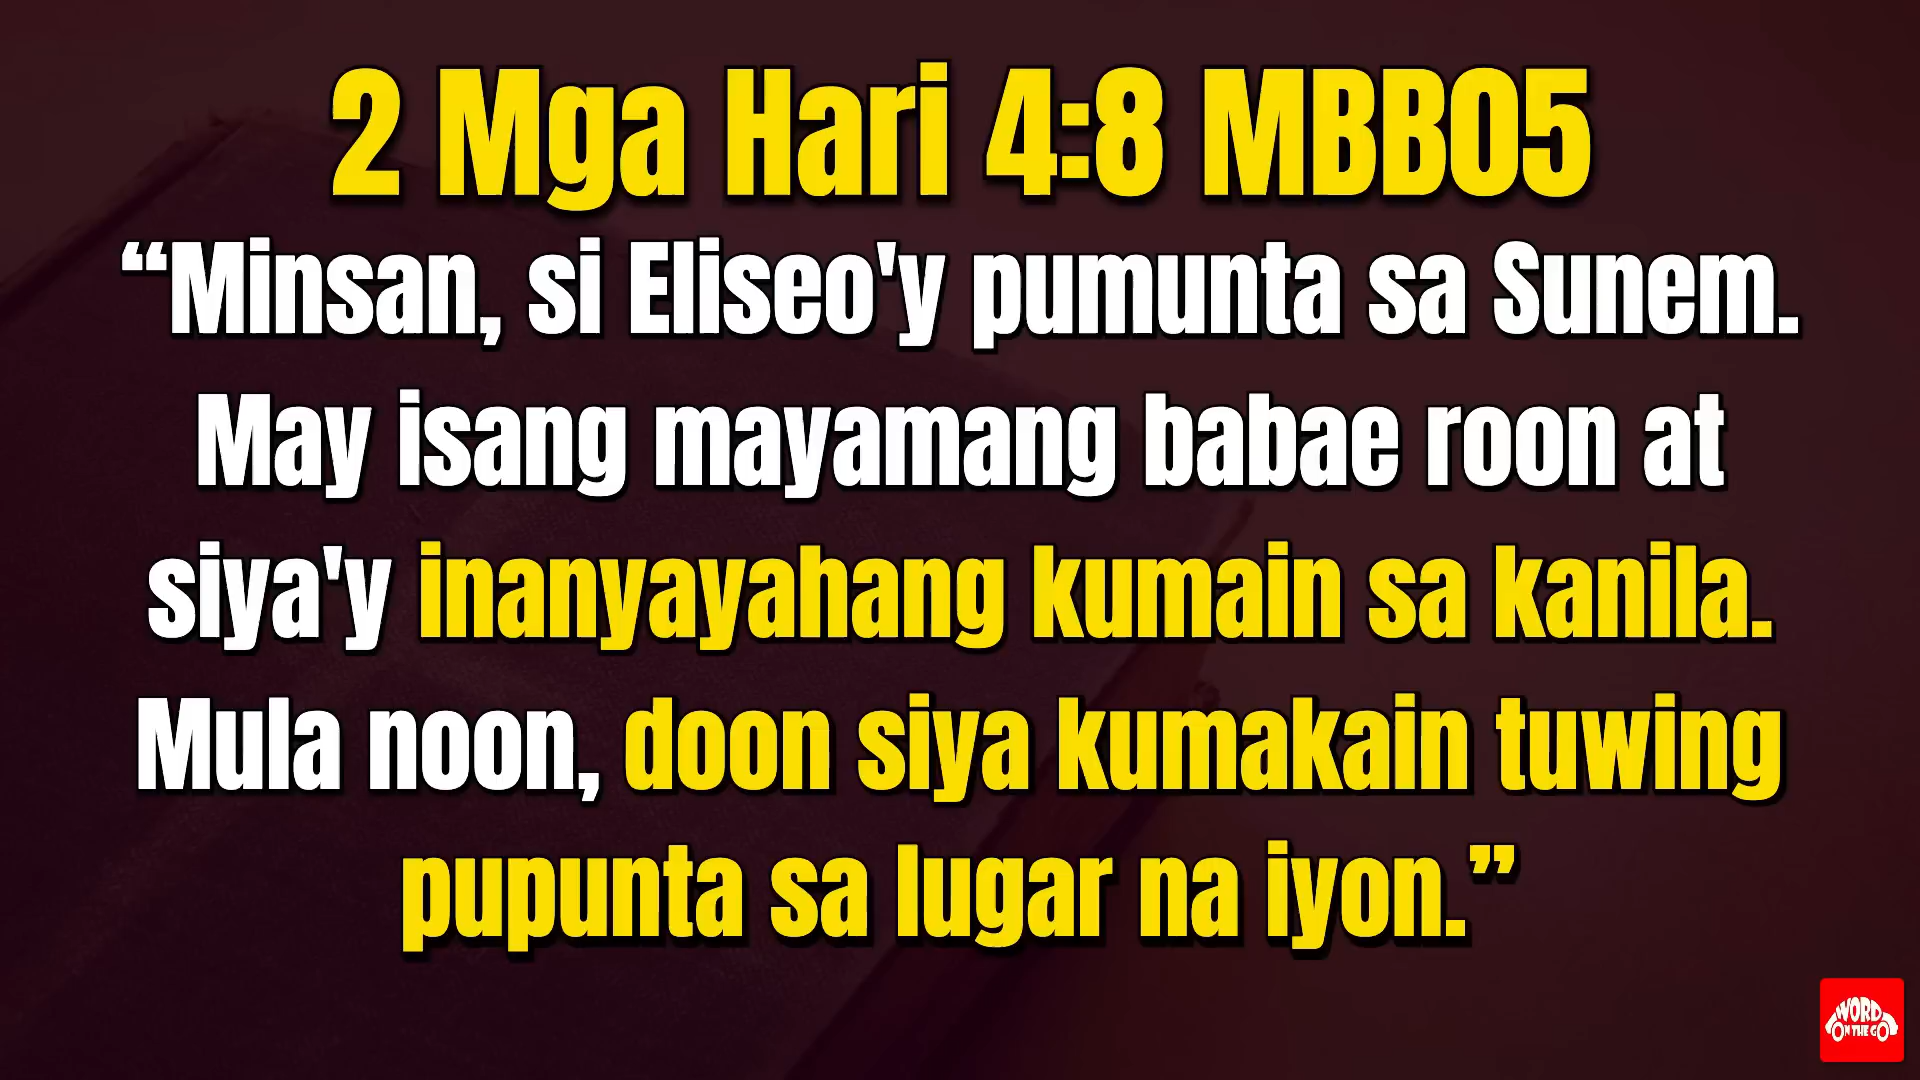 2 Mga Hari 4:8 MBB05
“Minsan, si Eliseo'y pumunta sa Sunem.
May isang mayamang babae roon at
siya'y inanyayahang kumain sa kanila.
Mula noon, doon siya kumakain tuwing
pupunta sa lugar na iyon.”
WORD
ON THE GO